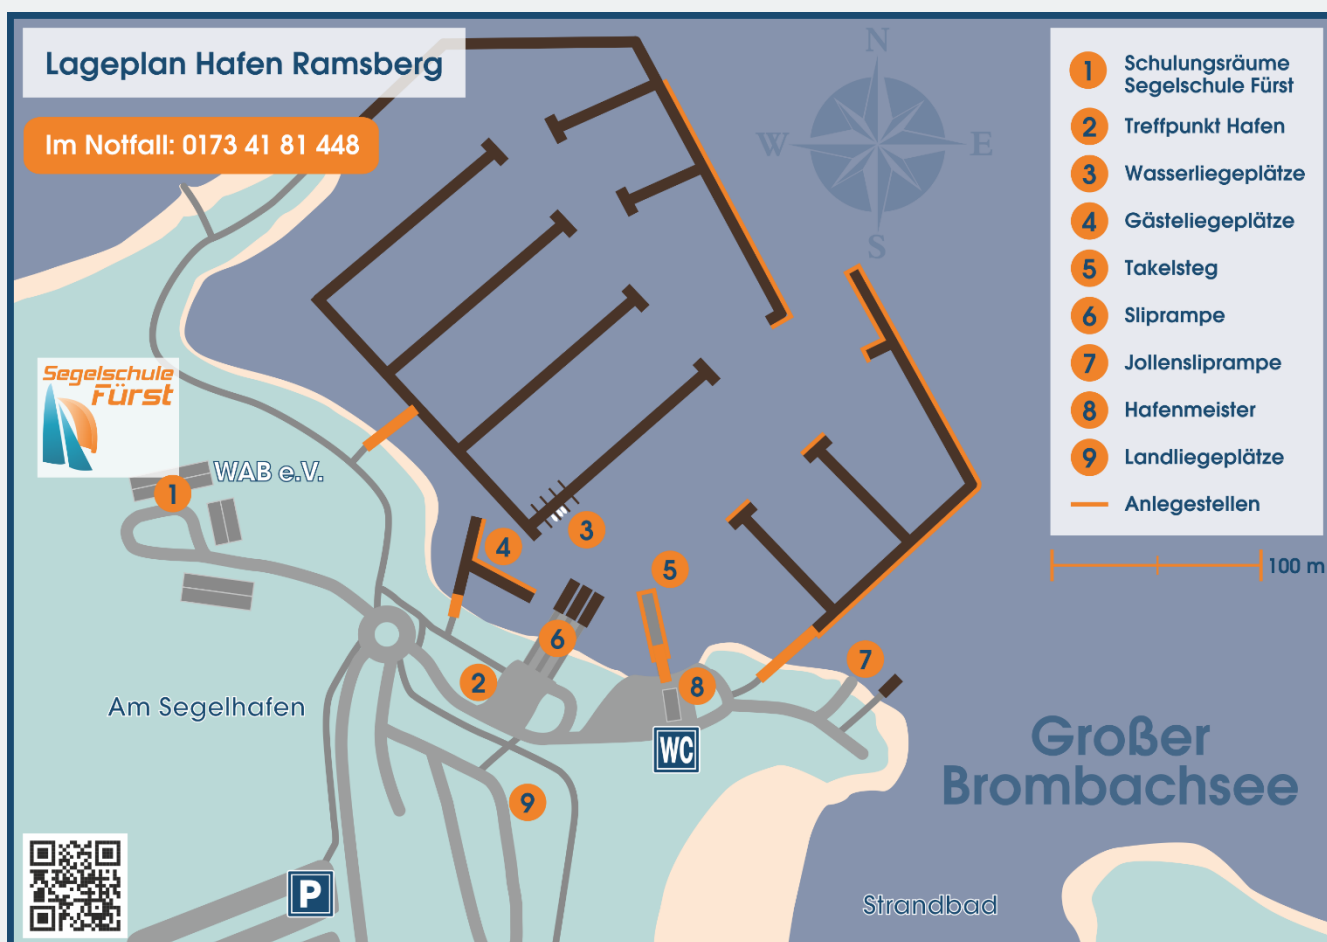 Lageplan Hafen Ramsberg
Im Notfall: 0173 41 81 448
N
W
E
S
1 Schulungsräume
Segelschule Fürst
2 Treffpunkt Hafen
3 Wasserliegeplätze
4 Gästeliegeplätze
5 Takelsteg
6 Sliprampe
7 Jollensliprampe
8 Hafenmeister
9 Landliegeplätze
Anlegestellen
100 m
Segelschule
Fürst
WAB e.V.
1
3
4
5
6
7
2
8
Am Segelhafen
WC
Großer
Brombachsee
9
P
Strandbad